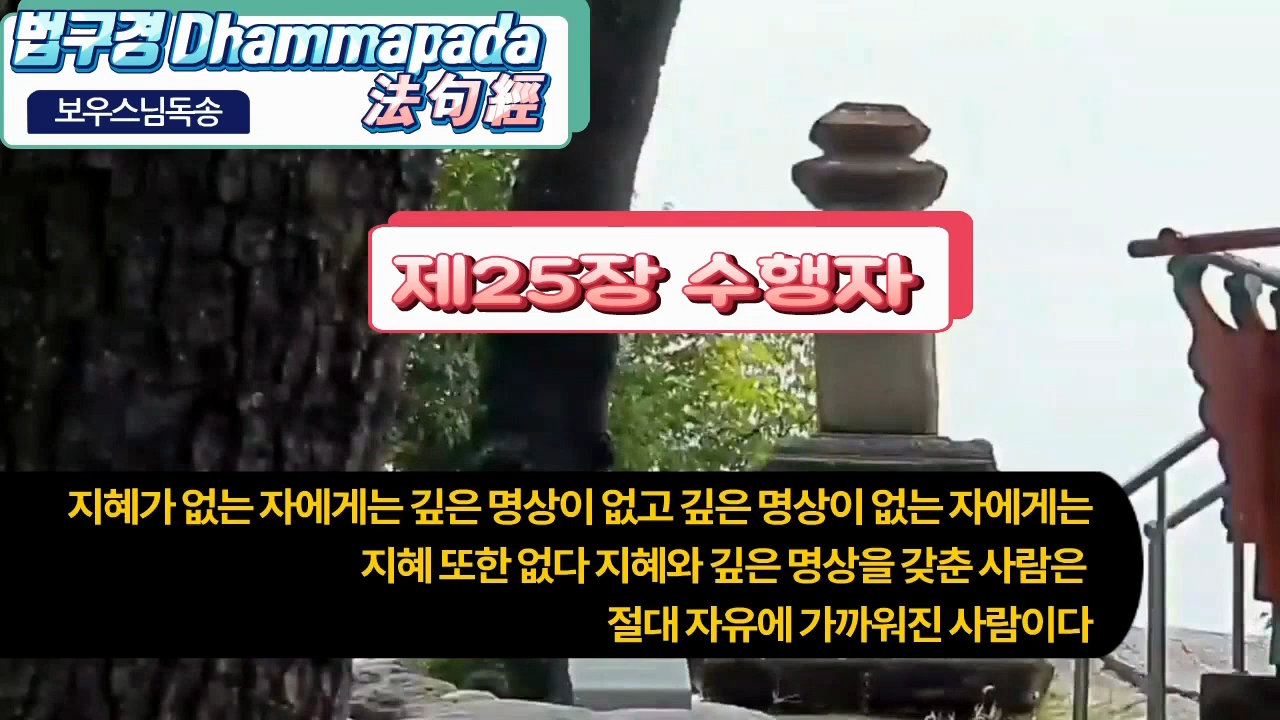 법구경 Dhammapada
法句經
보우스님독송
제25장 수행자
지혜가 없는 자에게는 깊은 명상이 없고 깊은 명상이 없는 자에게는
지혜 또한 없다 지혜와 깊은 명상을 갖춘 사람은
절대 자유에 가까워진 사람이다